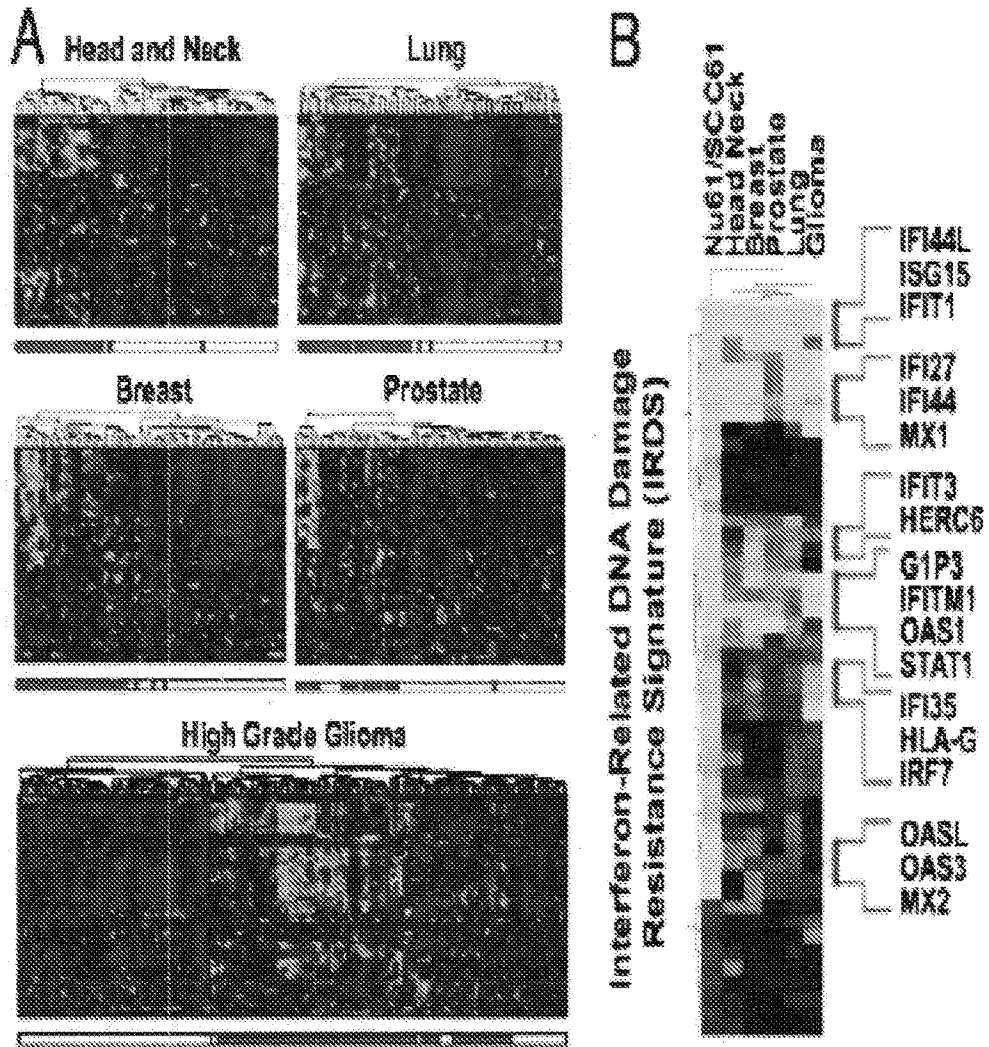 A
Head and Neck
Lung
Breast
Prostate
High Grade Glioma
B
Nu61/SCC61
Head Neck
Breast
Prostate
Lung
Glioma
Interferon-Related DNA Damage
Resistance Signature (IRDS)
IFI44L
ISG15
IFIT1
IFI27
IFI44
MX1
IFIT3
HERC6
G1P3
IFITM1
OAS1
STAT1
IFI35
HLA-G
IRF7
OASL
OAS3
MX2